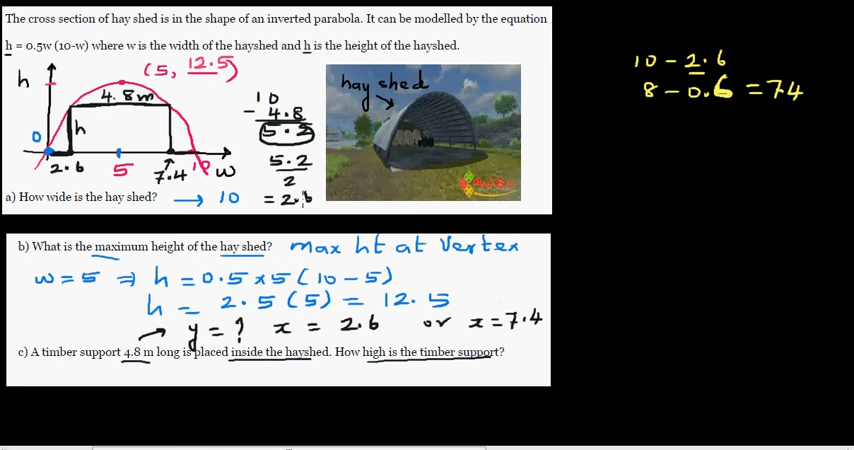 The cross section of hay shed is in the shape of an inverted parabola. It can be modelled by the equation
h = 0.5w (10-w) where w is the width of the hayshed and h is the height of the hayshed.
10 - 2.6
8 - 0.6 = 74
h
(5, 12.5)
4.8m
10
- 4.8
5.2
hay shed
h
0
2.6
5
7.4
10
w
5.2
2
= 2.6
a) How wide is the hay shed? → 10
b) What is the maximum height of the hay shed? max ht at vertex
w = 5 ⇒ h = 0.5 × 5 (10 - 5)
h = 2.5 (5) = 12.5
→ y = ? x = 2.6 or x = 7.4
c) A timber support 4.8 m long is placed inside the hayshed. How high is the timber support?